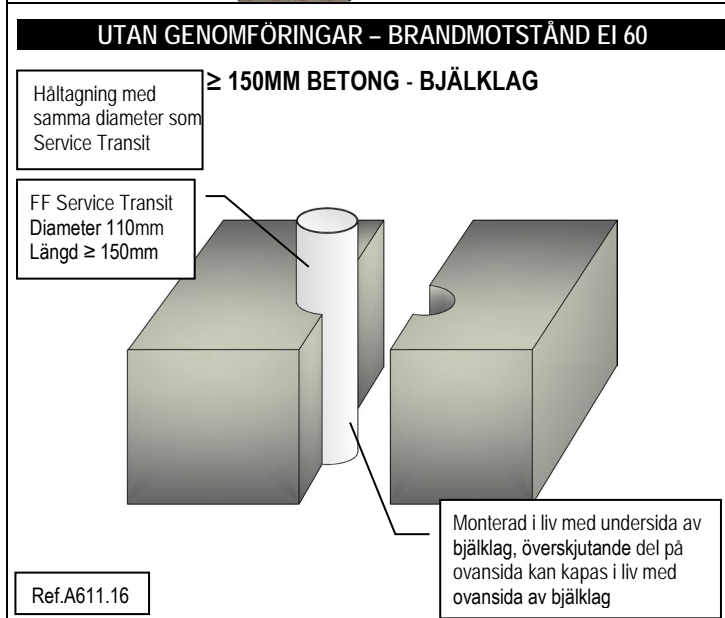 UTAN GENOMFÖRINGAR – BRANDMOTSTÅND EI 60
≥ 150MM BETONG - BJÄLKLAG
Håltagning med
samma diameter som
Service Transit
FF Service Transit
Diameter 110mm
Längd ≥ 150mm
Monterad i liv med undersida av
bjälklag, överskjutande del på
ovansida kan kapas i liv med
ovansida av bjälklag
Ref.A611.16